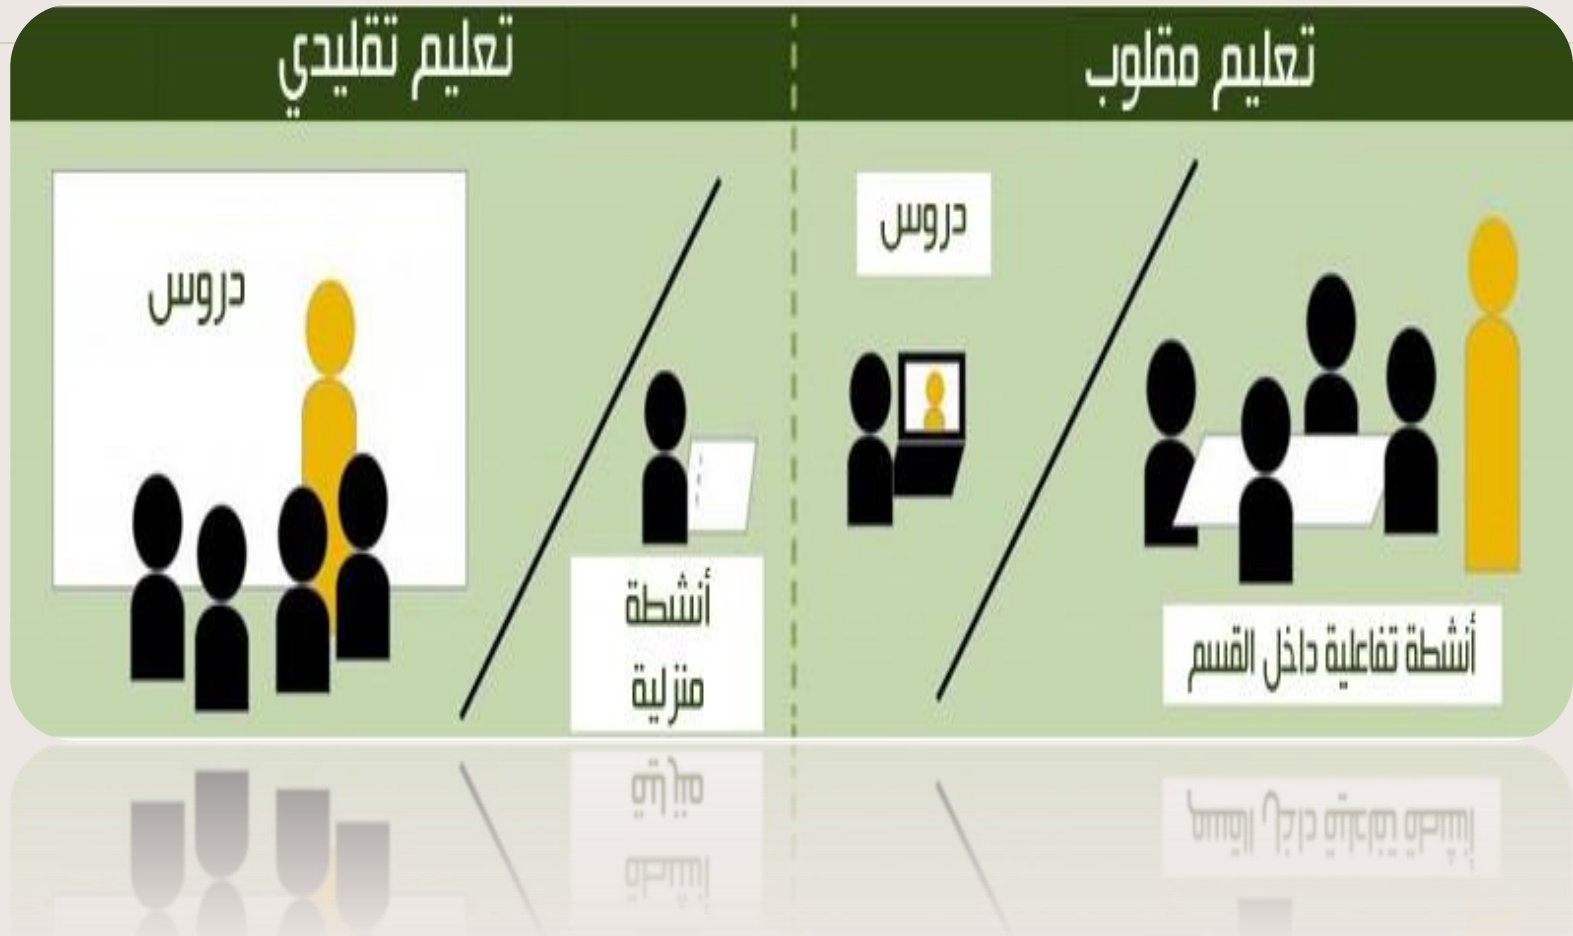 تعليم مقلوب
دروس
أنشطة تفاعلية داخل القسم
تعليم تقليدي
دروس
أنشطة
منزلية